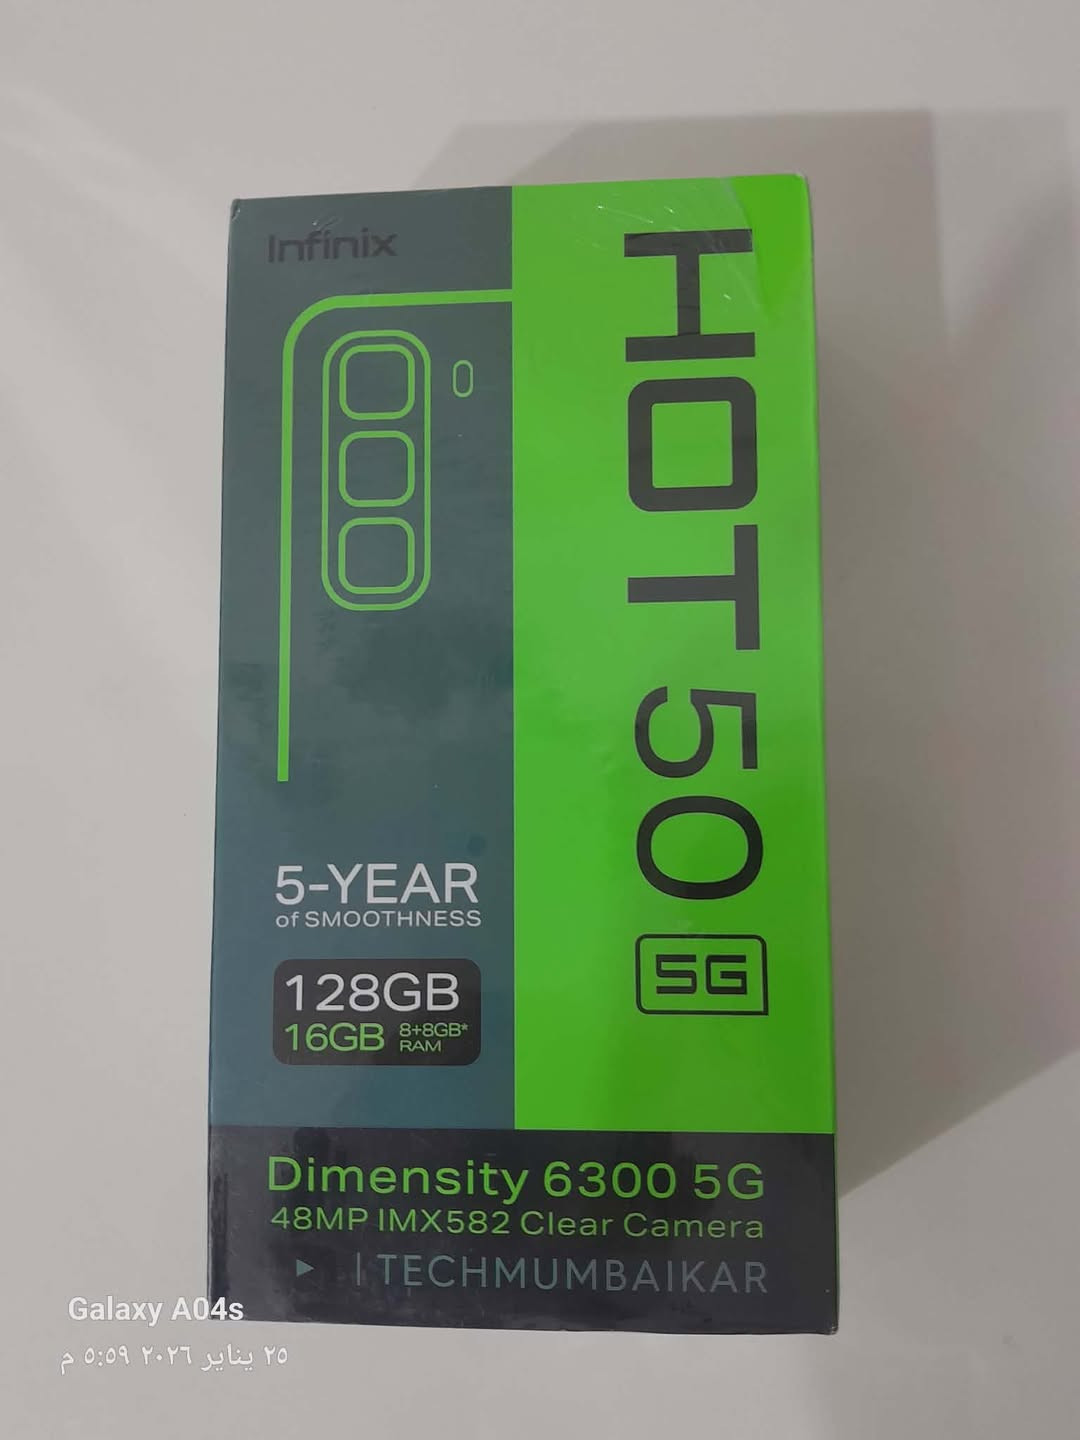 Infinix
HOT 50 5G
5-YEAR
of SMOOTHNESS
128GB
16GB 8+8GB*
RAM
Dimensity 6300 5G
48MP IMX582 Clear Camera
| TECHMUMBAIKAR
Galaxy A04s
٢٥ يناير ٢٠٢٦ ٥:٥٩ م